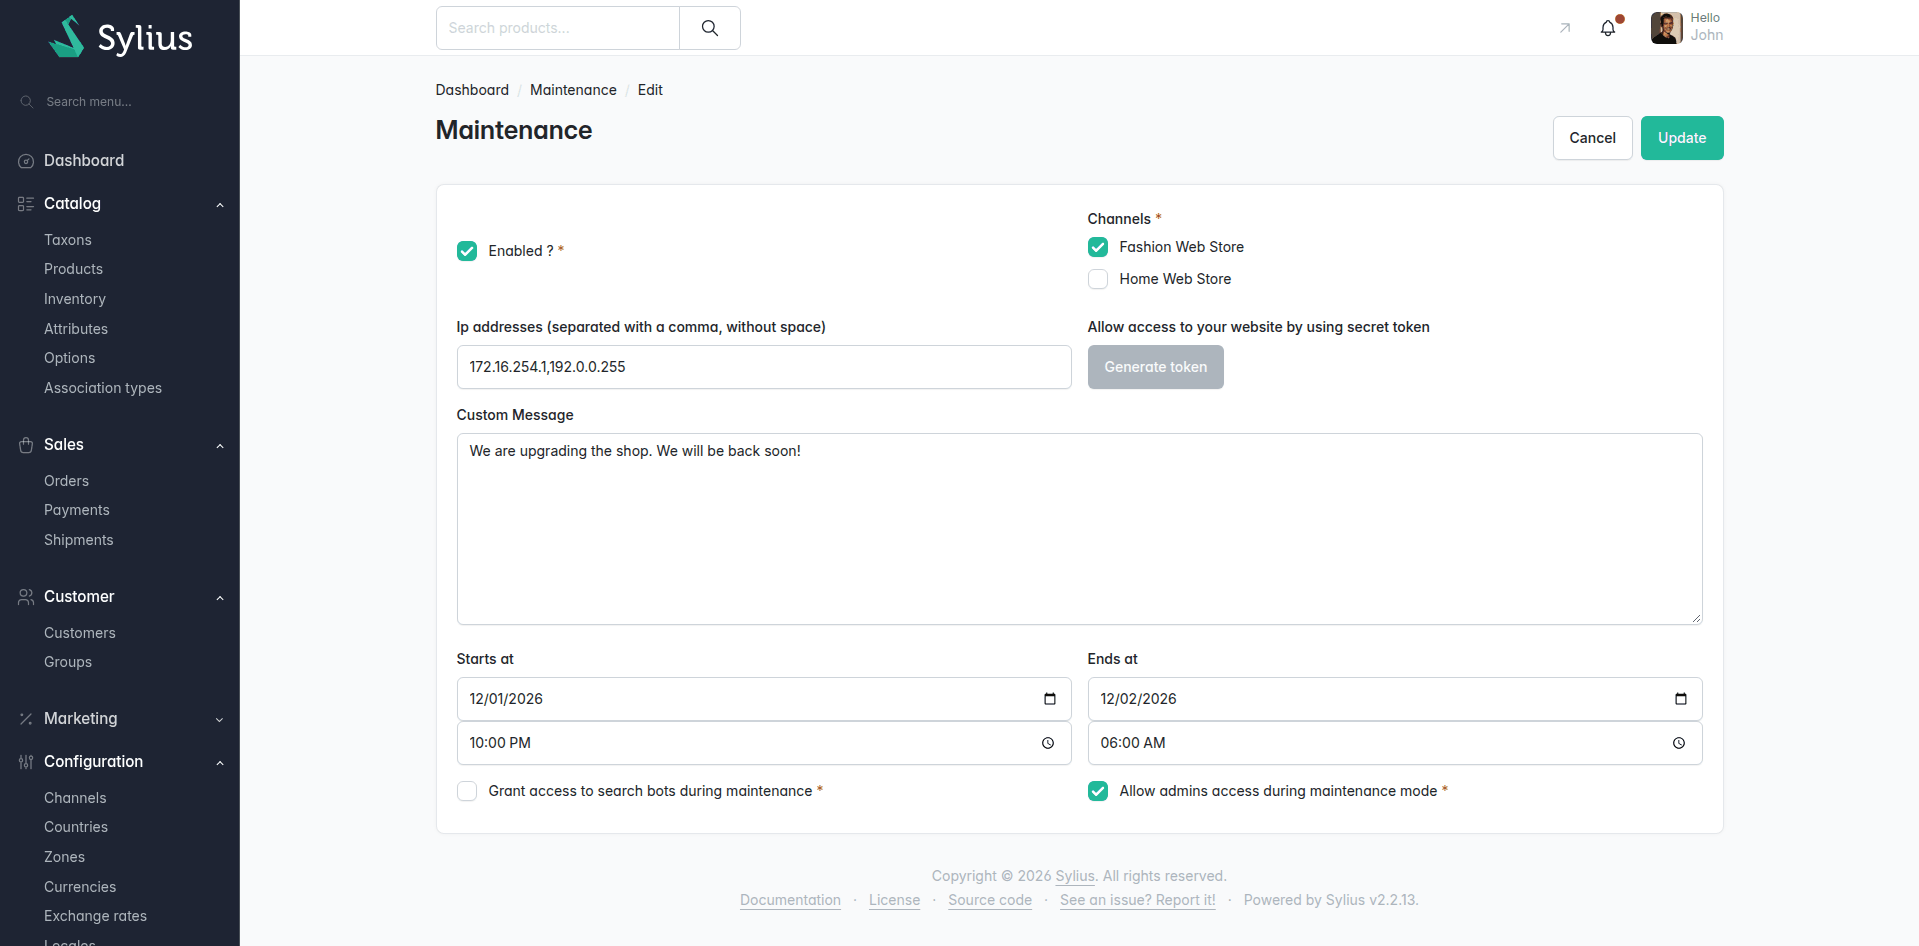 Sylius
Search menu...
Dashboard
Catalog
Taxons
Products
Inventory
Attributes
Options
Association types
Sales
Orders
Payments
Shipments
Customer
Customers
Groups
Marketing
Configuration
Channels
Countries
Zones
Currencies
Exchange rates
Locales
Search products...
Hello
John
Dashboard / Maintenance / Edit
Maintenance
Cancel
Update
Enabled ? *
Channels *
Fashion Web Store
Home Web Store
Ip addresses (separated with a comma, without space)
172.16.254.1,192.0.0.255
Allow access to your website by using secret token
Generate token
Custom Message
We are upgrading the shop. We will be back soon!
Starts at
12/01/2026
10:00 PM
Ends at
12/02/2026
06:00 AM
Grant access to search bots during maintenance *
Allow admins access during maintenance mode *
Copyright © 2026 Sylius. All rights reserved.
Documentation · License · Source code · See an issue? Report it! · Powered by Sylius v2.2.13.